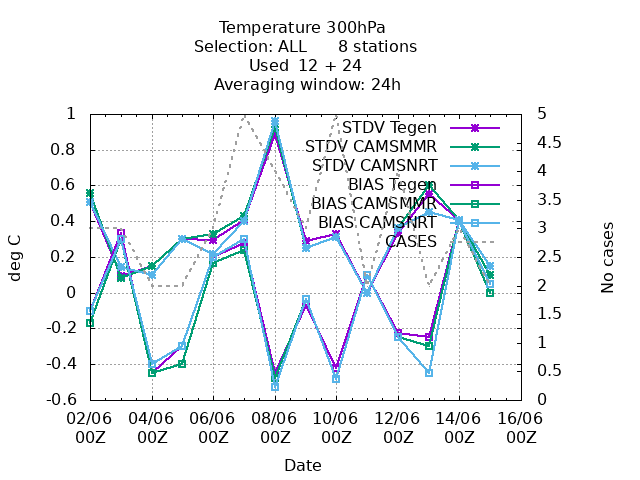 Temperature 300hPa
Selection: ALL      8 stations
Used  12 + 24
Averaging window: 24h
1 5
STDV Tegen
4.5
STDV CAMSMMR
0.8 4
STDV CAMSNRT
0.6 BIAS Tegen
3.5
BIAS CAMSMMR
0.4 BIAS CAMSNRT 3
CASES
0.2 2.5
0 2
-0.2 1.5
1
-0.4 0.5
-0.6 0
deg C
No cases
02/06 04/06 06/06 08/06 10/06 12/06 14/06 16/06
00Z 00Z 00Z 00Z 00Z 00Z 00Z 00Z
Date